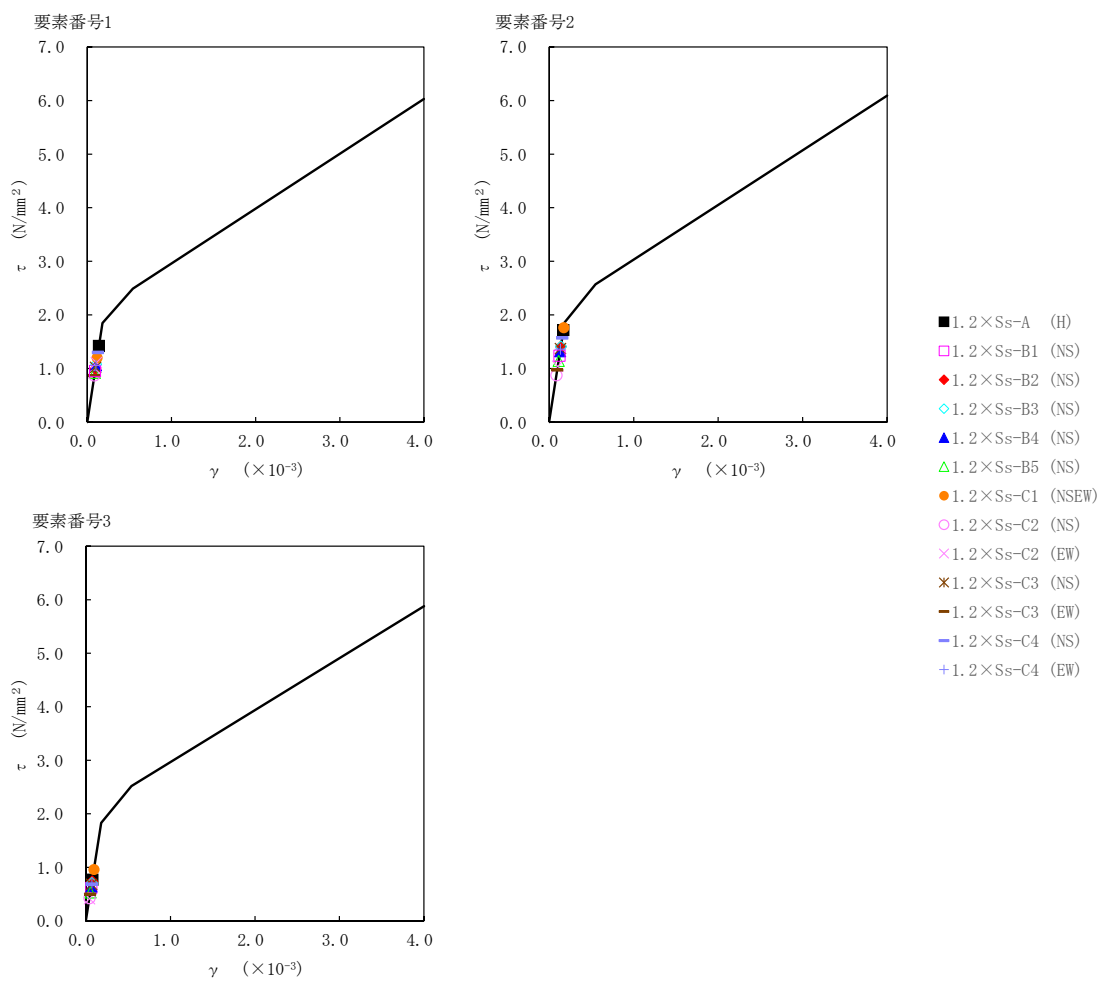 要素番号1
7.0
6.0
5.0
4.0
3.0
2.0
1.0
0.0
τ (N/mm²)
0.0 1.0 2.0 3.0 4.0
γ (×10⁻³)
要素番号2
7.0
6.0
5.0
4.0
3.0
2.0
1.0
0.0
τ (N/mm²)
0.0 1.0 2.0 3.0 4.0
γ (×10⁻³)
要素番号3
7.0
6.0
5.0
4.0
3.0
2.0
1.0
0.0
τ (N/mm²)
0.0 1.0 2.0 3.0 4.0
γ (×10⁻³)
1.2×Ss-A (H)
1.2×Ss-B1 (NS)
1.2×Ss-B2 (NS)
1.2×Ss-B3 (NS)
1.2×Ss-B4 (NS)
1.2×Ss-B5 (NS)
1.2×Ss-C1 (NSEW)
1.2×Ss-C2 (NS)
1.2×Ss-C2 (EW)
1.2×Ss-C3 (NS)
1.2×Ss-C3 (EW)
1.2×Ss-C4 (NS)
1.2×Ss-C4 (EW)